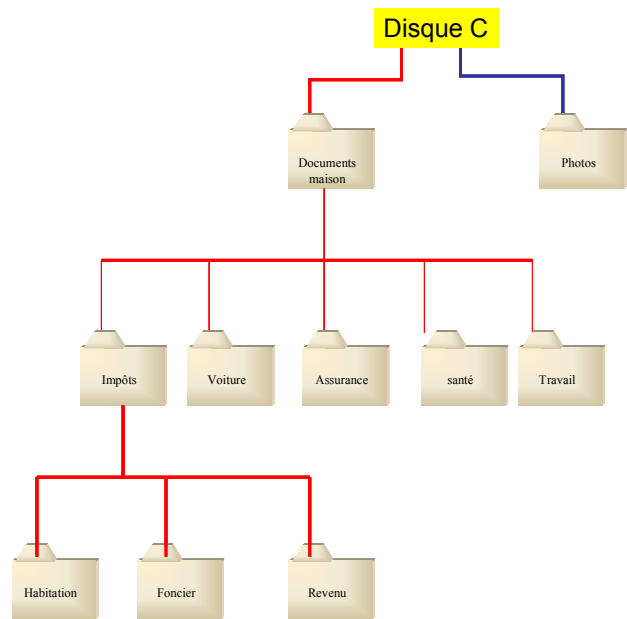 Disque C
Documents
maison
Photos
Impôts
Voiture
Assurance
santé
Travail
Habitation
Foncier
Revenu